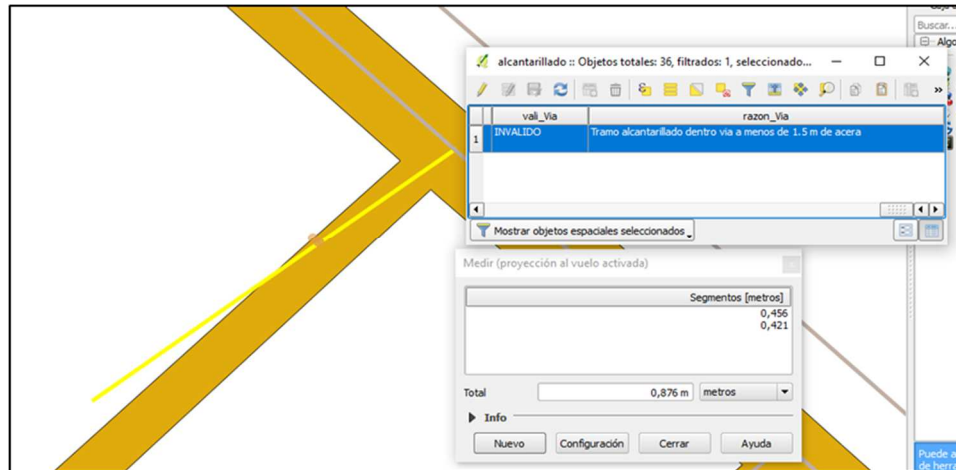 Buscar...
alcantarillado :: Objetos totales: 36, filtrados: 1, seleccionado...
Algo
vali_Via razon_Via
1 INVALIDO Tramo alcantarillado dentro via a menos de 1.5 m de acera
Mostrar objetos espaciales seleccionados
Medir (proyección al vuelo activada)
Segmentos [metros]
0,456
0,421
Total 0,876 m metros
Info
Nuevo Configuración Cerrar Ayuda
Puede a
de herra